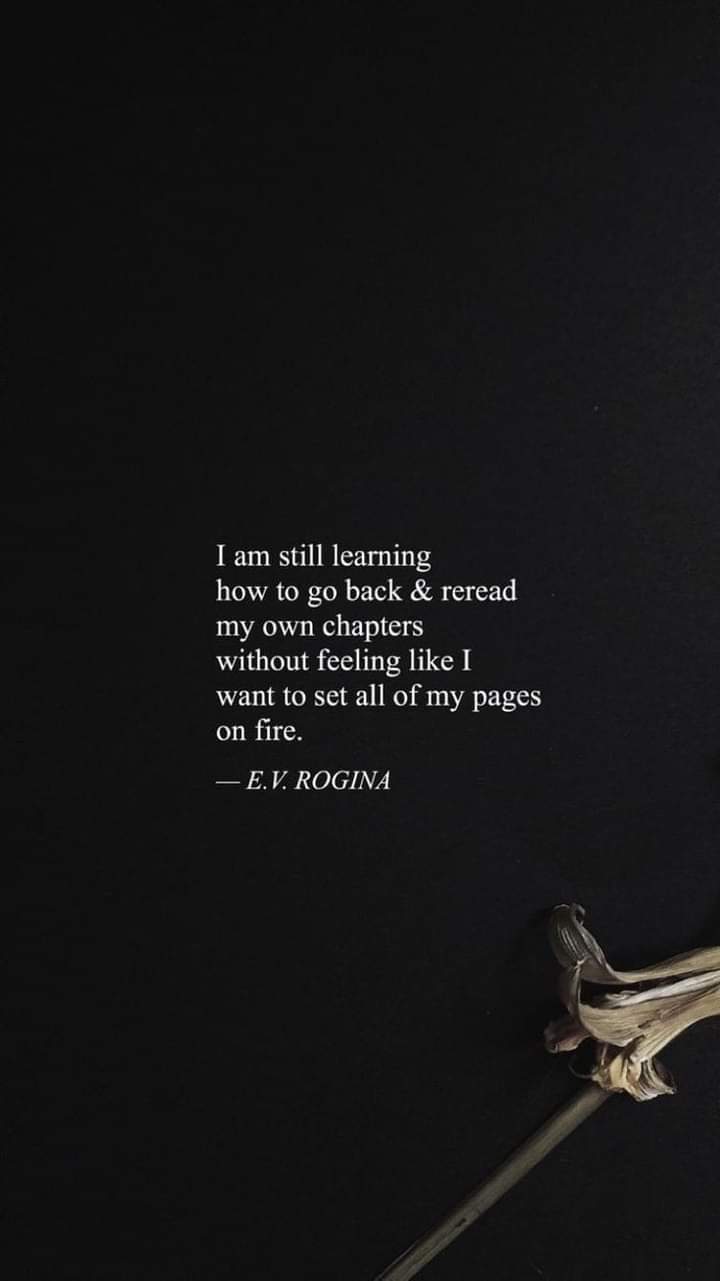 I am still learning
how to go back & reread
my own chapters
without feeling like I
want to set all of my pages
on fire.
— E.V. ROGINA